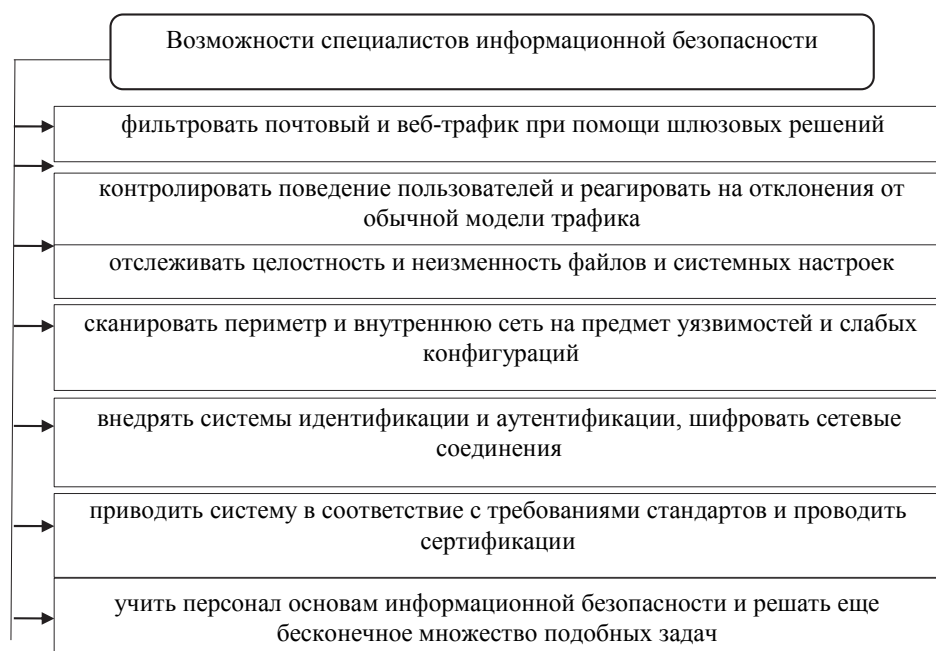 Возможности специалистов информационной безопасности
фильтровать почтовый и веб-трафик при помощи шлюзовых решений
контролировать поведение пользователей и реагировать на отклонения от
обычной модели трафика
отслеживать целостность и неизменность файлов и системных настроек
сканировать периметр и внутреннюю сеть на предмет уязвимостей и слабых
конфигураций
внедрять системы идентификации и аутентификации, шифровать сетевые
соединения
приводить систему в соответствие с требованиями стандартов и проводить
сертификации
учить персонал основам информационной безопасности и решать еще
бесконечное множество подобных задач